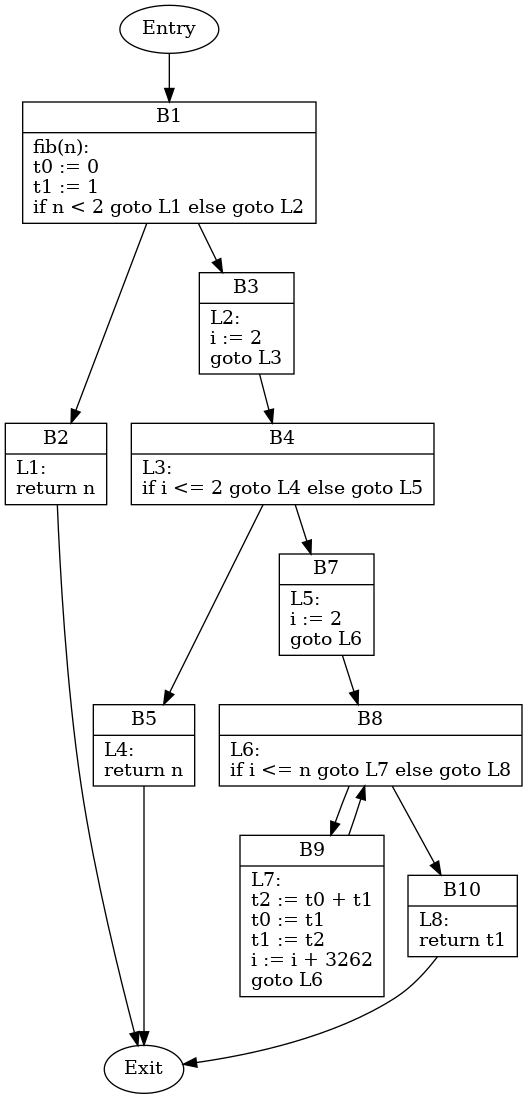 Entry
B1
fib(n):
t0 := 0
t1 := 1
if n < 2 goto L1 else goto L2
B3
L2:
i := 2
goto L3
B2
L1:
return n
B4
L3:
if i <= 2 goto L4 else goto L5
B7
L5:
i := 2
goto L6
B5
L4:
return n
B8
L6:
if i <= n goto L7 else goto L8
B9
L7:
t2 := t0 + t1
t0 := t1
t1 := t2
i := i + 3262
goto L6
B10
L8:
return t1
Exit